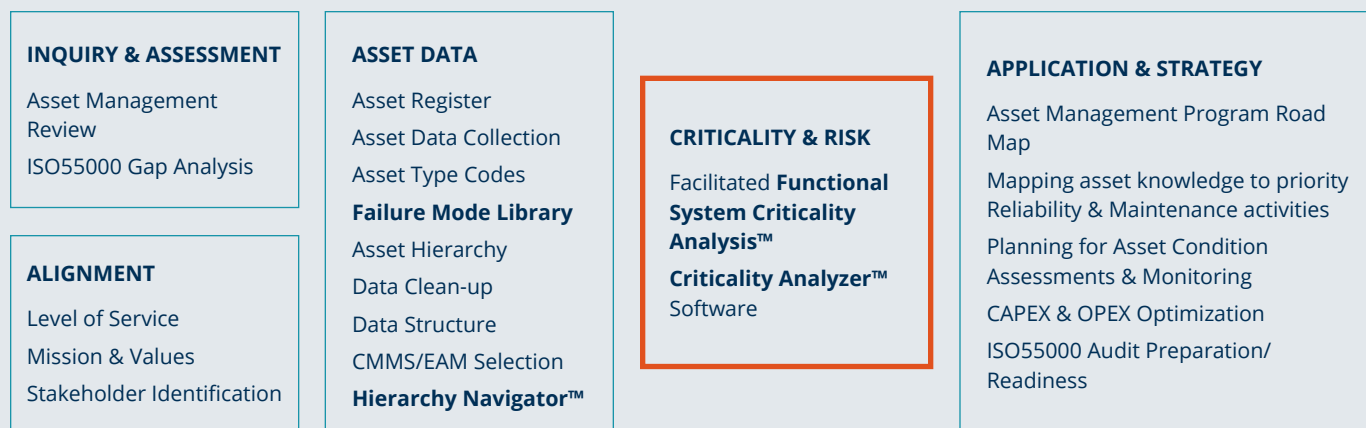 INQUIRY & ASSESSMENT
Asset Management
Review
ISO55000 Gap Analysis
ALIGNMENT
Level of Service
Mission & Values
Stakeholder Identification
ASSET DATA
Asset Register
Asset Data Collection
Asset Type Codes
Failure Mode Library
Asset Hierarchy
Data Clean-up
Data Structure
CMMS/EAM Selection
Hierarchy Navigator™
CRITICALITY & RISK
Facilitated Functional
System Criticality
Analysis™
Criticality Analyzer™
Software
APPLICATION & STRATEGY
Asset Management Program Road
Map
Mapping asset knowledge to priority
Reliability & Maintenance activities
Planning for Asset Condition
Assessments & Monitoring
CAPEX & OPEX Optimization
ISO55000 Audit Preparation/
Readiness